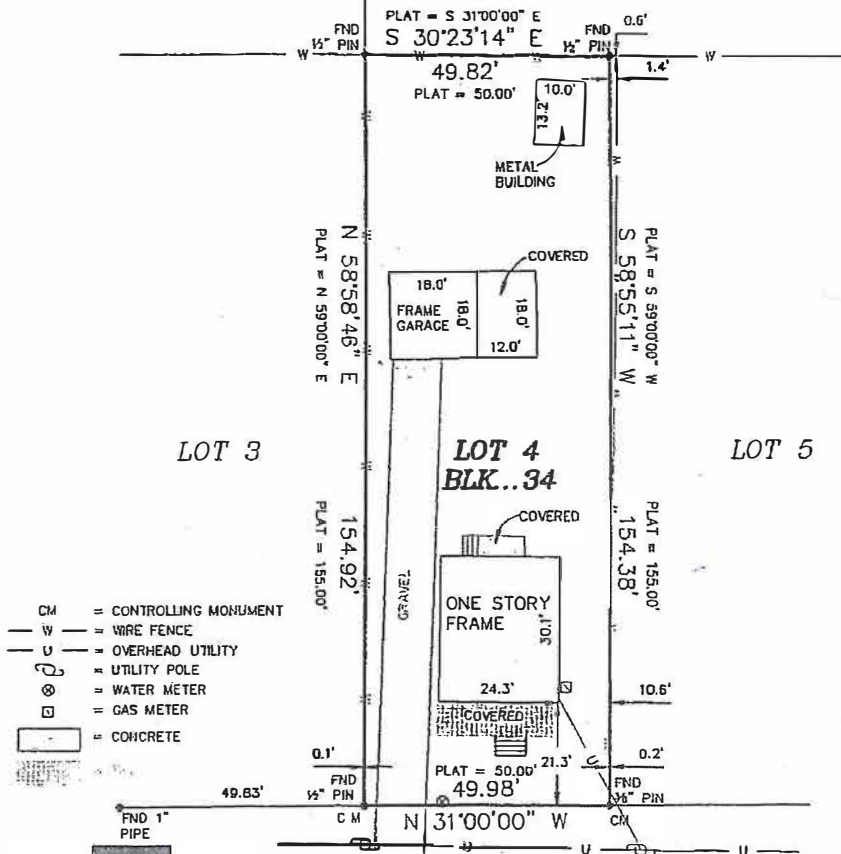 PLAT = S 31°00'00" E
S 30°23'14" E
49.82'
PLAT = 50.00'
FND
½" PIN
FND
½" PIN
0.6'
W
W
W
1.4'
10.0'
13.2'
METAL
BUILDING
W
W
COVERED
18.0'
FRAME
GARAGE
18.0'
18.0'
12.0'
N 58°58'46" E
PLAT = N 59°00'00" E
S 58°55'11" W
PLAT = S 59°00'00" W
LOT 3
LOT 4
BLK..34
LOT 5
154.92'
PLAT = 155.00'
154.38'
PLAT = 155.00'
GRAVEL
COVERED
ONE STORY
FRAME
30.1'
24.3'
COVERED
10.6'
21.3'
0.1'
0.2'
U
CM = CONTROLLING MONUMENT
W = WIRE FENCE
U = OVERHEAD UTILITY
= UTILITY POLE
= WATER METER
= GAS METER
= CONCRETE
PLAT = 50.00'
49.98'
49.83'
FND
½" PIN
FND
PIN
FND 1"
PIPE
CM
N 31°00'00" W
CM
U
U
U